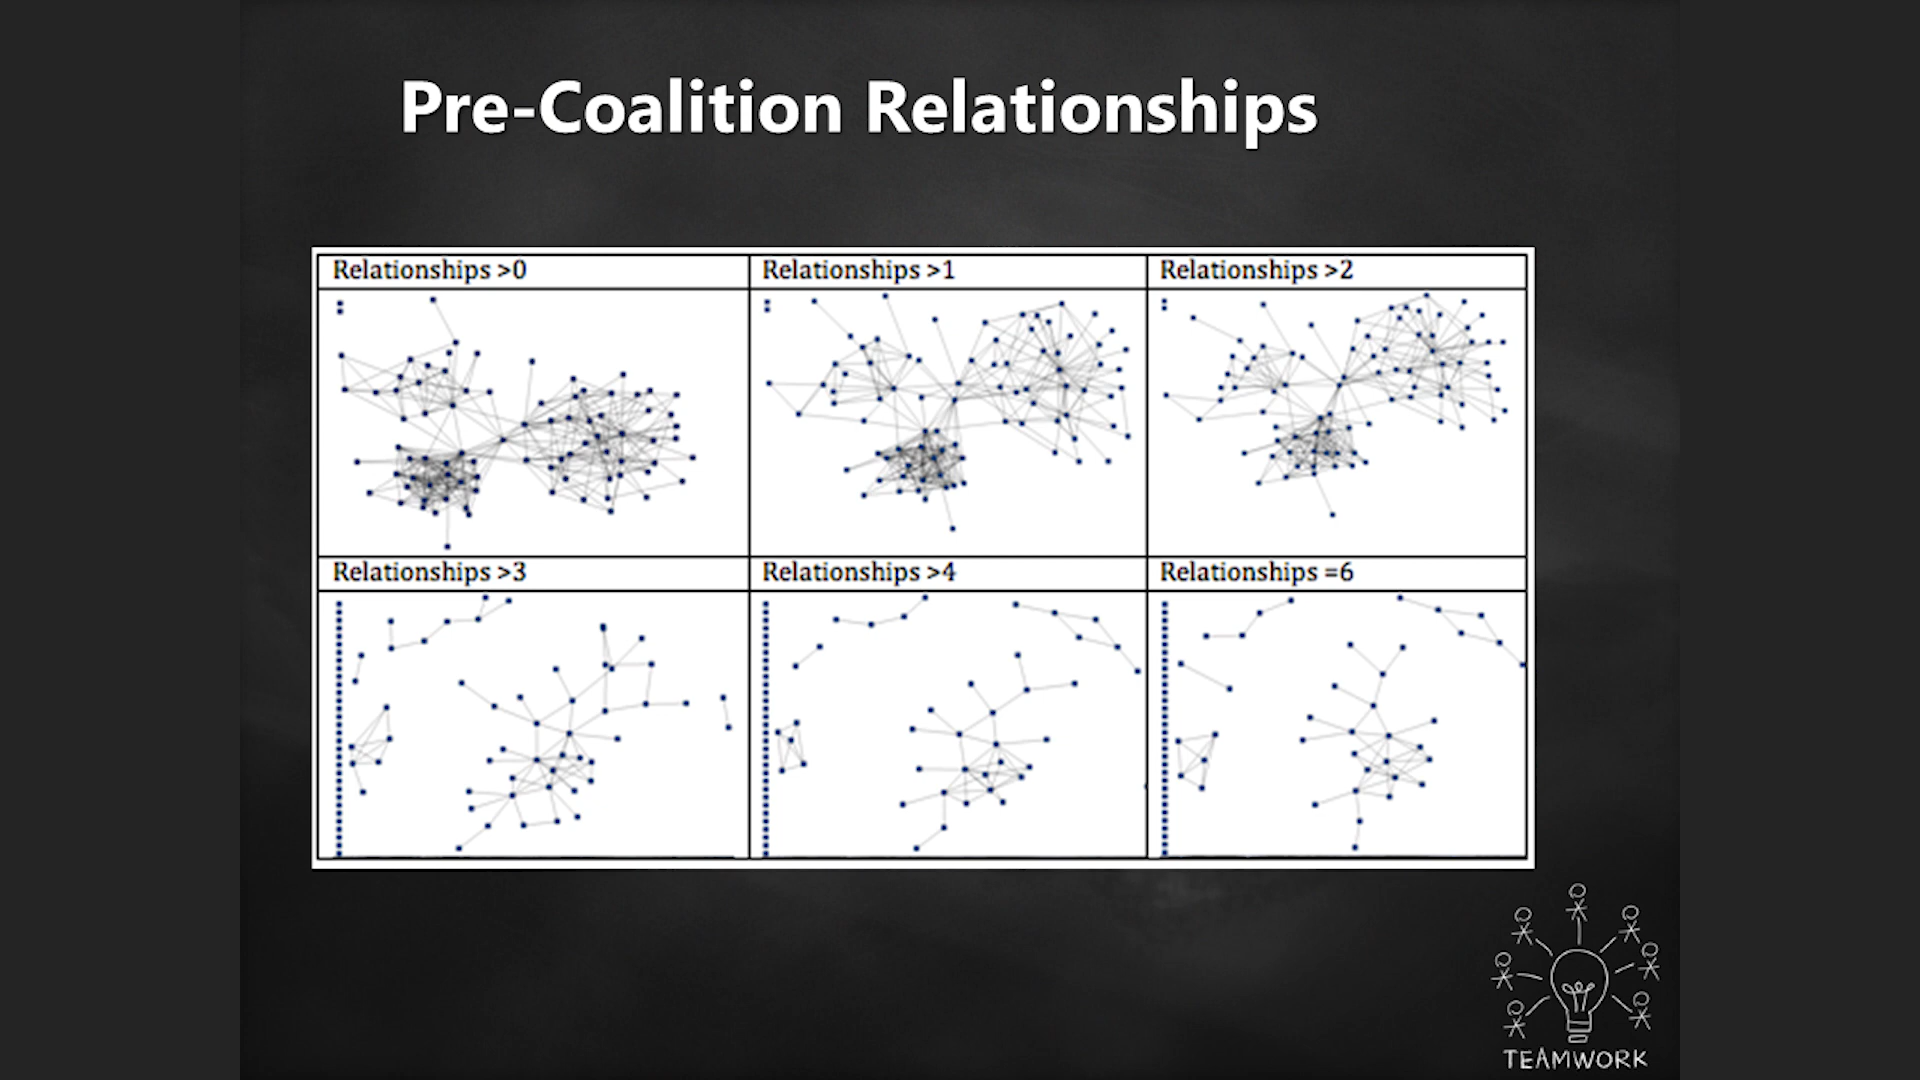 Pre-Coalition Relationships
Relationships >0
Relationships >1
Relationships >2
Relationships >3
Relationships >4
Relationships =6
TEAMWORK